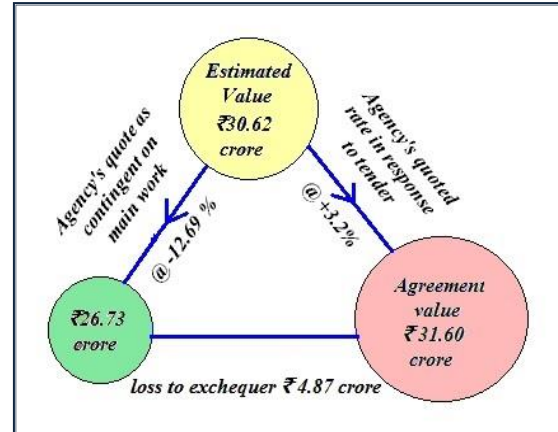 Estimated
Value
₹30.62
crore
Agency's quote as
contingent on
main work
@ -12.69 %
Agency's quoted
rate in response
to tender
@ +3.2%
₹26.73
crore
Agreement
value
₹31.60
crore
loss to exchequer ₹ 4.87 crore